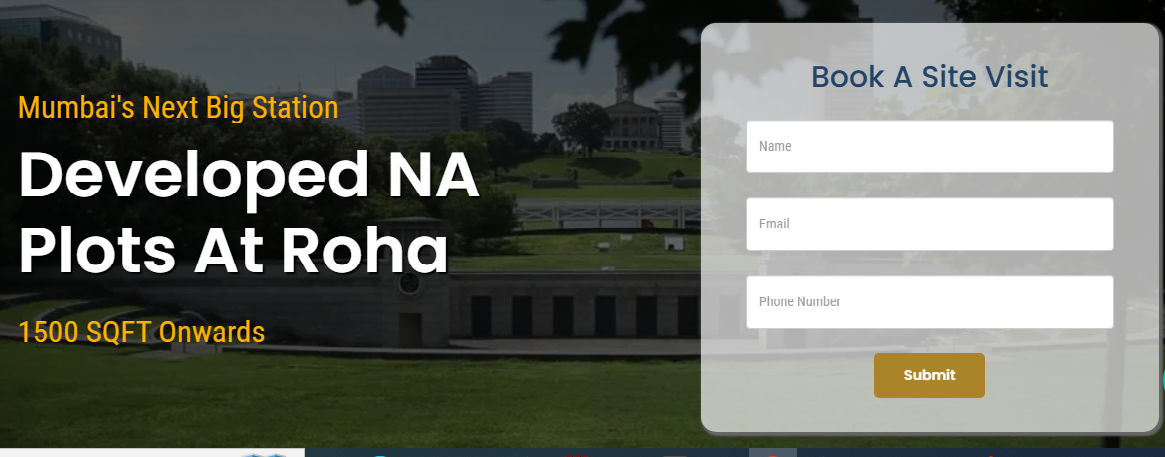 Mumbai's Next Big Station
Developed NA
Plots At Roha
1500 SQFT Onwards
Book A Site Visit
Name
Email
Phone Number
Submit